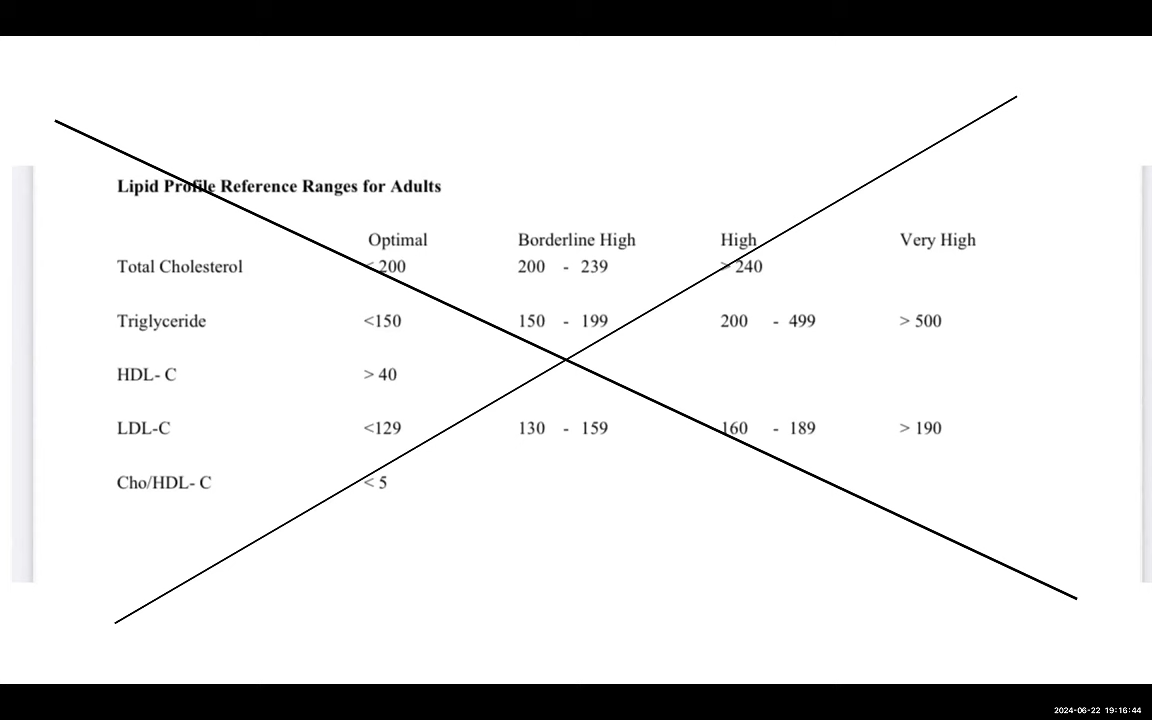 Lipid Profile Reference Ranges for Adults
Optimal Borderline High High Very High
Total Cholesterol < 200 200 - 239 > 240
Triglyceride <150 150 - 199 200 - 499 > 500
HDL- C > 40
LDL-C <129 130 - 159 160 - 189 > 190
Cho/HDL- C < 5
2024-06-22 19:16:44